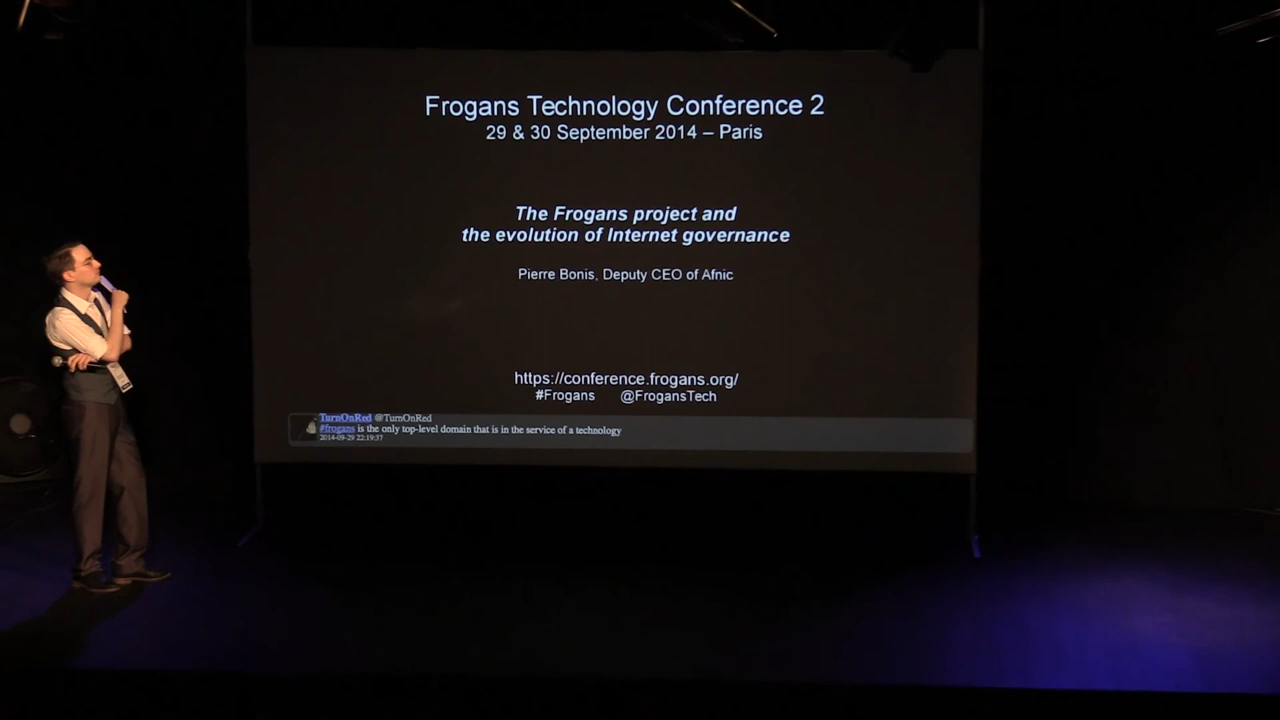 Frogans Technology Conference 2
29 & 30 September 2014 – Paris
The Frogans project and
the evolution of Internet governance
Pierre Bonis, Deputy CEO of Afnic
https://conference.frogans.org/
#Frogans @FrogansTech
TurnOnRed @TurnOnRed
#frogans is the only top-level domain that is in the service of a technology
2014-09-29 22:19:37